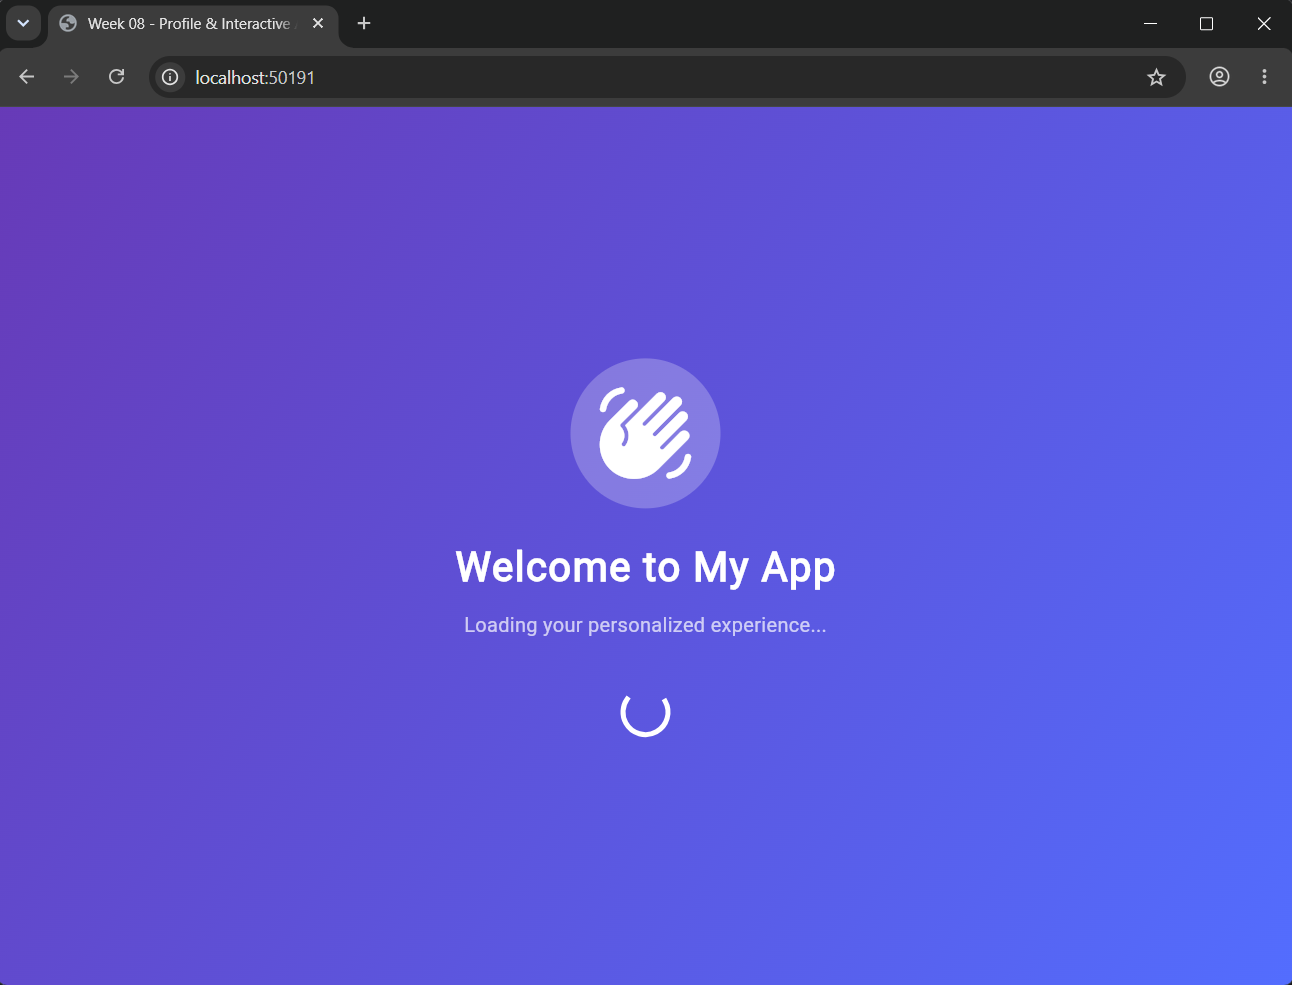 Week 08 - Profile & Interactive
localhost:50191
Welcome to My App
Loading your personalized experience...